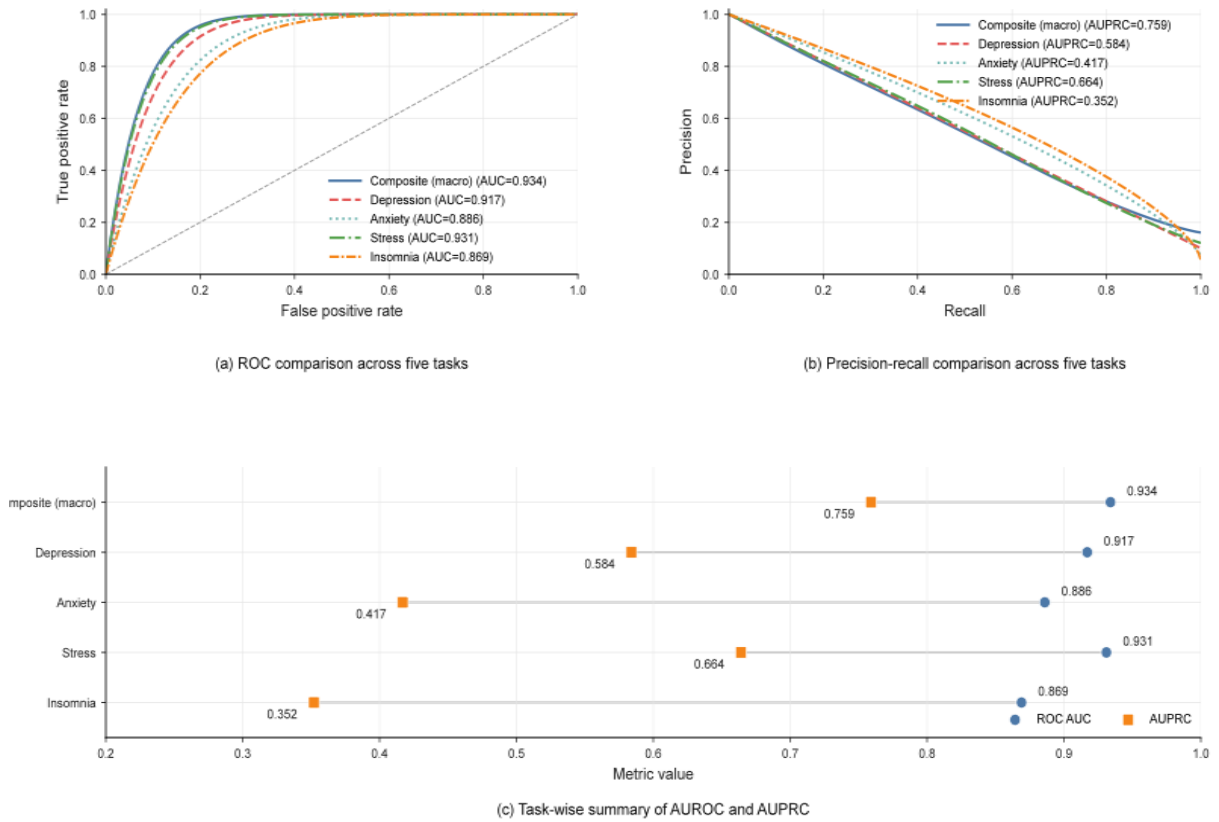 1.0
0.8
0.6
0.4
0.2
0.0
0.0 0.2 0.4 0.6 0.8 1.0
True positive rate
False positive rate
Composite (macro) (AUC=0.934)
Depression (AUC=0.917)
Anxiety (AUC=0.886)
Stress (AUC=0.931)
Insomnia (AUC=0.869)
(a) ROC comparison across five tasks
1.0
0.8
0.6
0.4
0.2
0.0
0.0 0.2 0.4 0.6 0.8 1.0
Precision
Recall
Composite (macro) (AUPRC=0.759)
Depression (AUPRC=0.584)
Anxiety (AUPRC=0.417)
Stress (AUPRC=0.664)
Insomnia (AUPRC=0.352)
(b) Precision-recall comparison across five tasks
mposite (macro) 0.759 0.934
Depression 0.584 0.917
Anxiety 0.417 0.886
Stress 0.664 0.931
Insomnia 0.352 0.869
ROC AUC AUPRC
0.2 0.3 0.4 0.5 0.6 0.7 0.8 0.9 1.0
Metric value
(c) Task-wise summary of AUROC and AUPRC